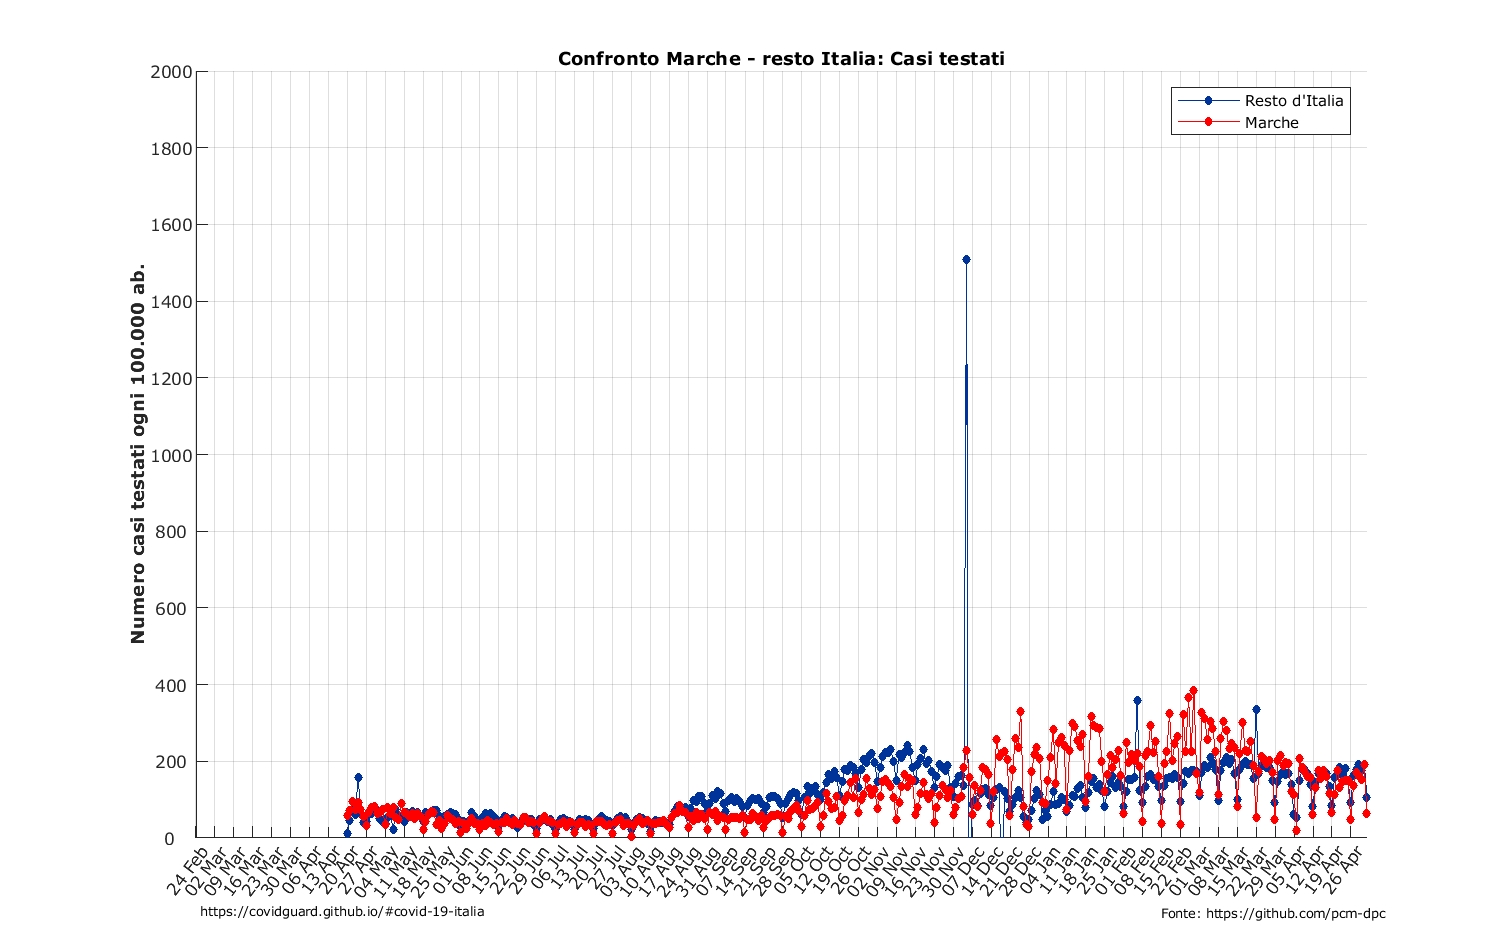 Confronto Marche - resto Italia: Casi testati
Resto d'Italia
Marche
Numero casi testati ogni 100.000 ab.
2000
1800
1600
1400
1200
1000
800
600
400
200
0
24 Feb
02 Mar
09 Mar
16 Mar
23 Mar
30 Mar
06 Apr
13 Apr
20 Apr
27 Apr
04 May
11 May
18 May
25 May
01 Jun
08 Jun
15 Jun
22 Jun
29 Jun
06 Jul
13 Jul
20 Jul
27 Jul
03 Aug
10 Aug
17 Aug
24 Aug
31 Aug
07 Sep
14 Sep
21 Sep
28 Sep
05 Oct
12 Oct
19 Oct
26 Oct
02 Nov
09 Nov
16 Nov
23 Nov
30 Nov
07 Dec
14 Dec
21 Dec
28 Dec
04 Jan
11 Jan
18 Jan
25 Jan
01 Feb
08 Feb
15 Feb
22 Feb
01 Mar
08 Mar
15 Mar
22 Mar
29 Mar
05 Apr
12 Apr
19 Apr
26 Apr
https://covidguard.github.io/#covid-19-italia
Fonte: https://github.com/pcm-dpc